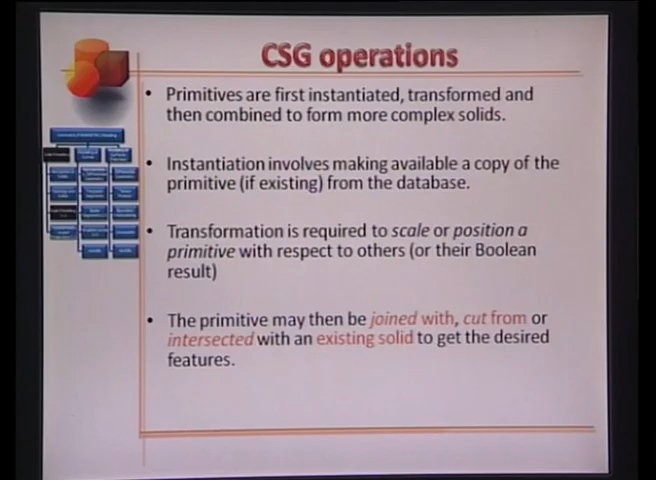 CSG operations
• Primitives are first instantiated, transformed and
then combined to form more complex solids.
• Instantiation involves making available a copy of the
primitive (if existing) from the database.
• Transformation is required to scale or position a
primitive with respect to others (or their Boolean
result)
• The primitive may then be joined with, cut from or
intersected with an existing solid to get the desired
features.